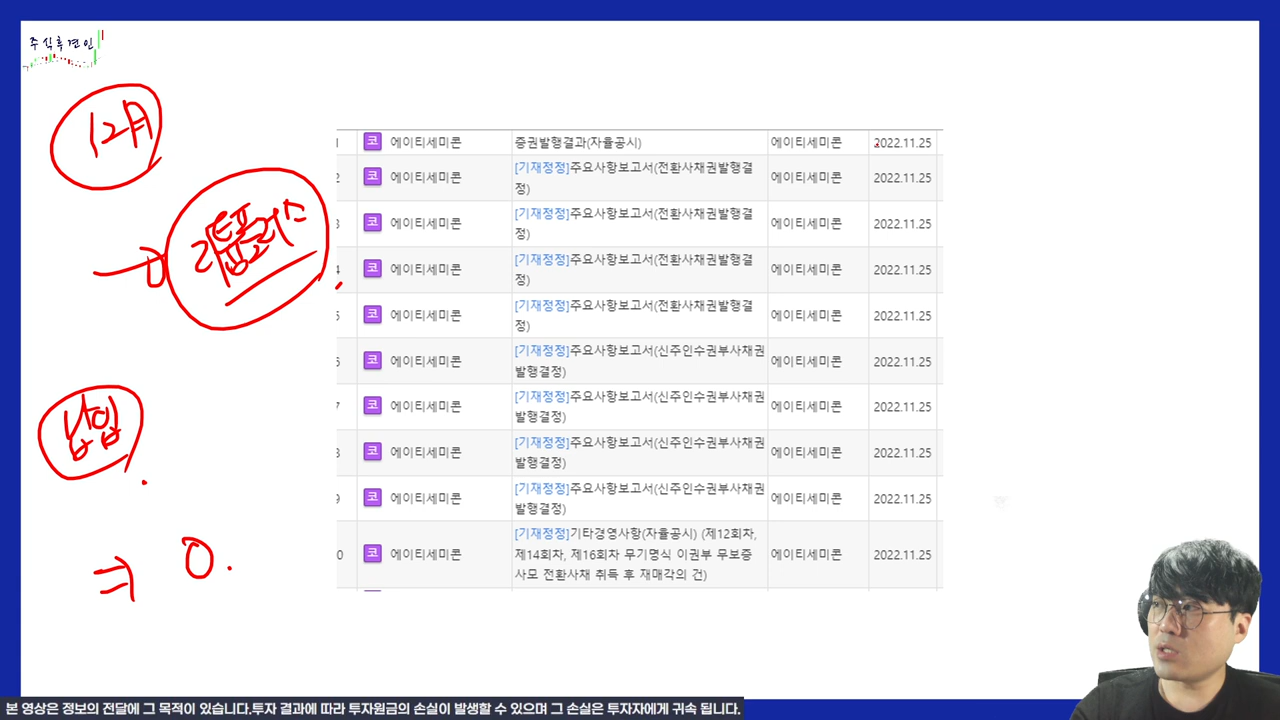 주식후견인
12月
리튬플러스
납입
⇒ O.
1 코 에이티세미콘 증권발행결과(자율공시) 에이티세미콘 2022.11.25
2 코 에이티세미콘 [기재정정]주요사항보고서(전환사채권발행결
정) 에이티세미콘 2022.11.25
3 코 에이티세미콘 [기재정정]주요사항보고서(전환사채권발행결
정) 에이티세미콘 2022.11.25
4 코 에이티세미콘 [기재정정]주요사항보고서(전환사채권발행결
정) 에이티세미콘 2022.11.25
5 코 에이티세미콘 [기재정정]주요사항보고서(전환사채권발행결
정) 에이티세미콘 2022.11.25
6 코 에이티세미콘 [기재정정]주요사항보고서(신주인수권부사채권
발행결정) 에이티세미콘 2022.11.25
7 코 에이티세미콘 [기재정정]주요사항보고서(신주인수권부사채권
발행결정) 에이티세미콘 2022.11.25
8 코 에이티세미콘 [기재정정]주요사항보고서(신주인수권부사채권
발행결정) 에이티세미콘 2022.11.25
9 코 에이티세미콘 [기재정정]주요사항보고서(신주인수권부사채권
발행결정) 에이티세미콘 2022.11.25
0 코 에이티세미콘 [기재정정]기타경영사항(자율공시) (제12회차,
제14회차, 제16회차 무기명식 이권부 무보증
사모 전환사채 취득 후 재매각의 건) 에이티세미콘 2022.11.25
본 영상은 정보의 전달에 그 목적이 있습니다.투자 결과에 따라 투자원금의 손실이 발생할 수 있으며 그 손실은 투자자에게 귀속 됩니다.